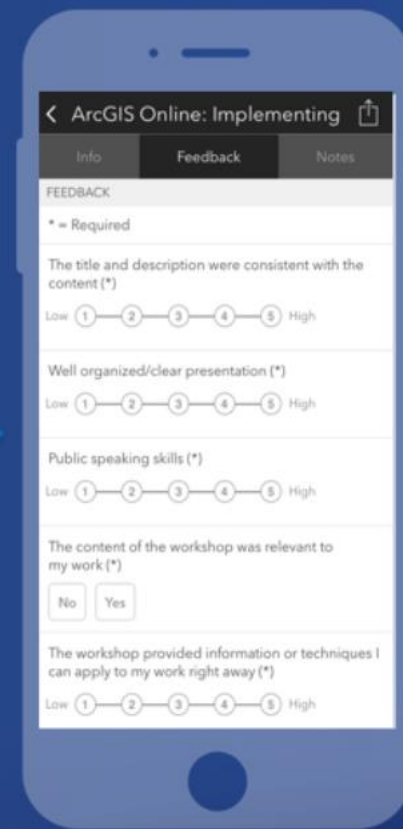 ArcGIS Online: Implementing
Info Feedback Notes
FEEDBACK
* = Required
The title and description were consistent with the
content (*)
Low 1 2 3 4 5 High
Well organized/clear presentation (*)
Low 1 2 3 4 5 High
Public speaking skills (*)
Low 1 2 3 4 5 High
The content of the workshop was relevant to
my work (*)
No Yes
The workshop provided information or techniques I
can apply to my work right away (*)
Low 1 2 3 4 5 High